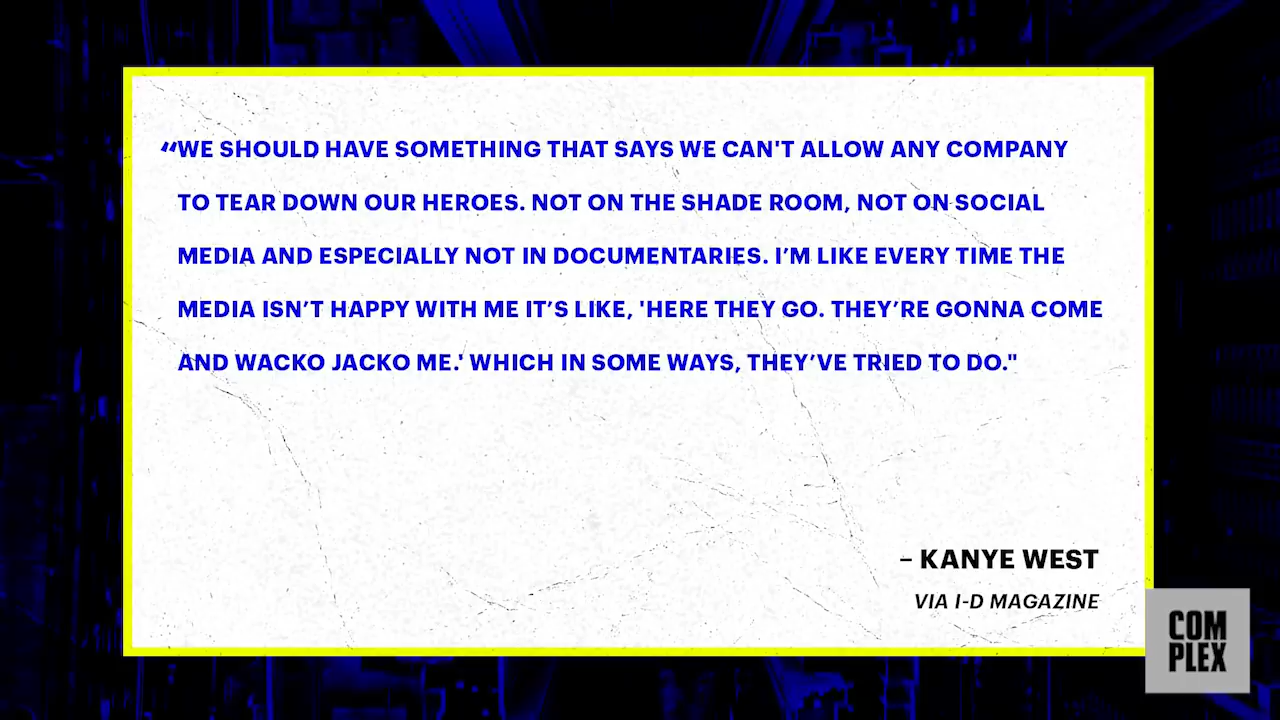 “WE SHOULD HAVE SOMETHING THAT SAYS WE CAN'T ALLOW ANY COMPANY
TO TEAR DOWN OUR HEROES. NOT ON THE SHADE ROOM, NOT ON SOCIAL
MEDIA AND ESPECIALLY NOT IN DOCUMENTARIES. I’M LIKE EVERY TIME THE
MEDIA ISN’T HAPPY WITH ME IT’S LIKE, 'HERE THEY GO. THEY’RE GONNA COME
AND WACKO JACKO ME.' WHICH IN SOME WAYS, THEY’VE TRIED TO DO."
– KANYE WEST
VIA I-D MAGAZINE
COM
PLEX